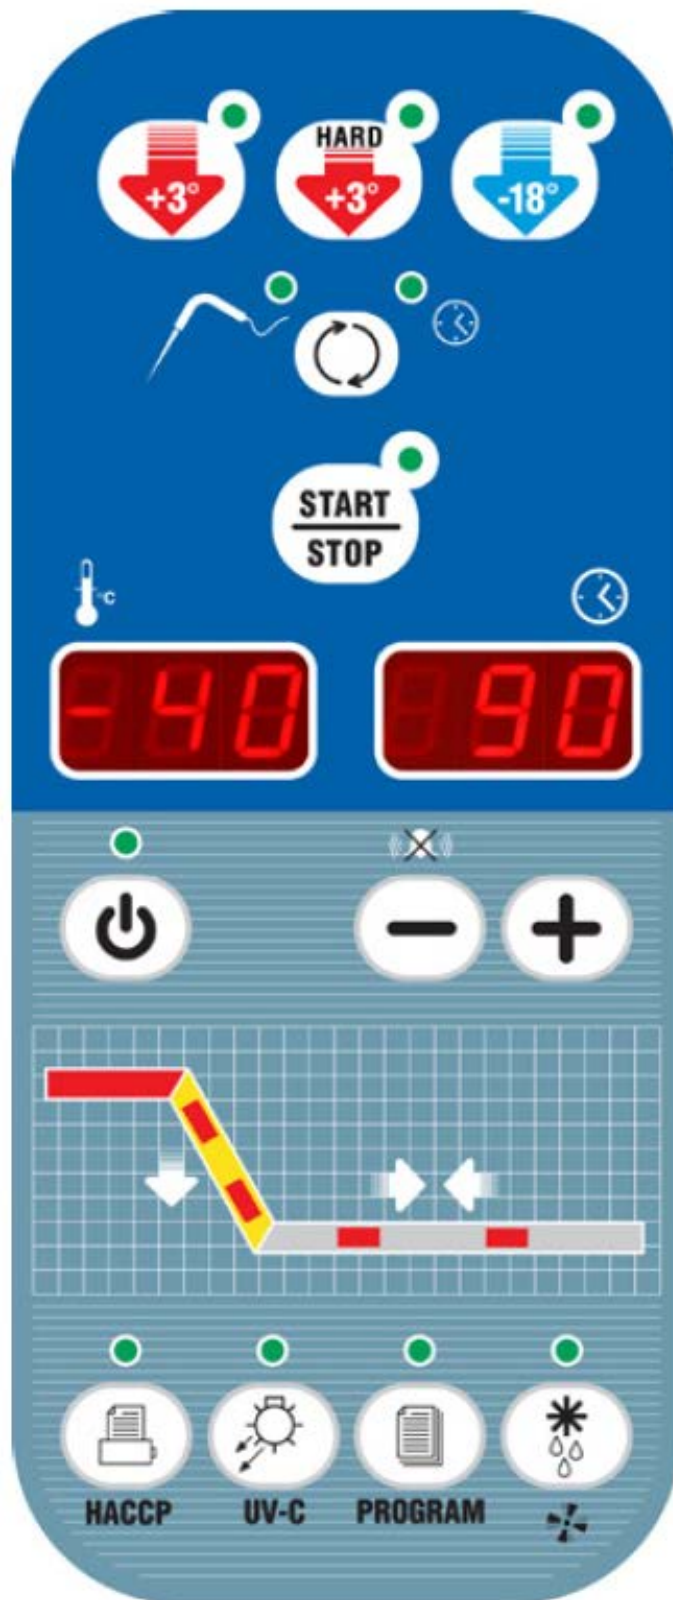 +3°
HARD
+3°
-18°
START
STOP
°C
-40
90
HACCP
UV-C
PROGRAM